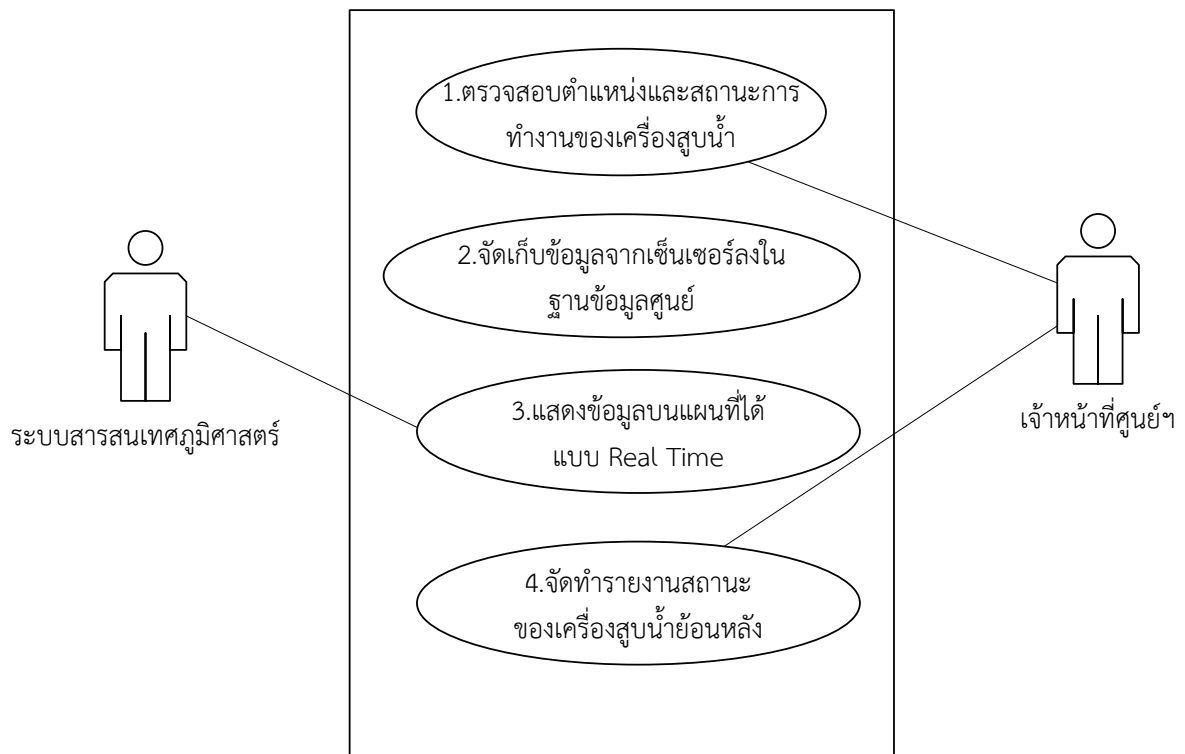 1.ตรวจสอบตำแหน่งและสถานะการ
ทำงานของเครื่องสูบน้ำ
2.จัดเก็บข้อมูลจากเซ็นเซอร์ลงใน
ฐานข้อมูลศูนย์
3.แสดงข้อมูลบนแผนที่ได้
แบบ Real Time
4.จัดทำรายงานสถานะ
ของเครื่องสูบน้ำย้อนหลัง
ระบบสารสนเทศภูมิศาสตร์
เจ้าหน้าที่ศูนย์ฯ